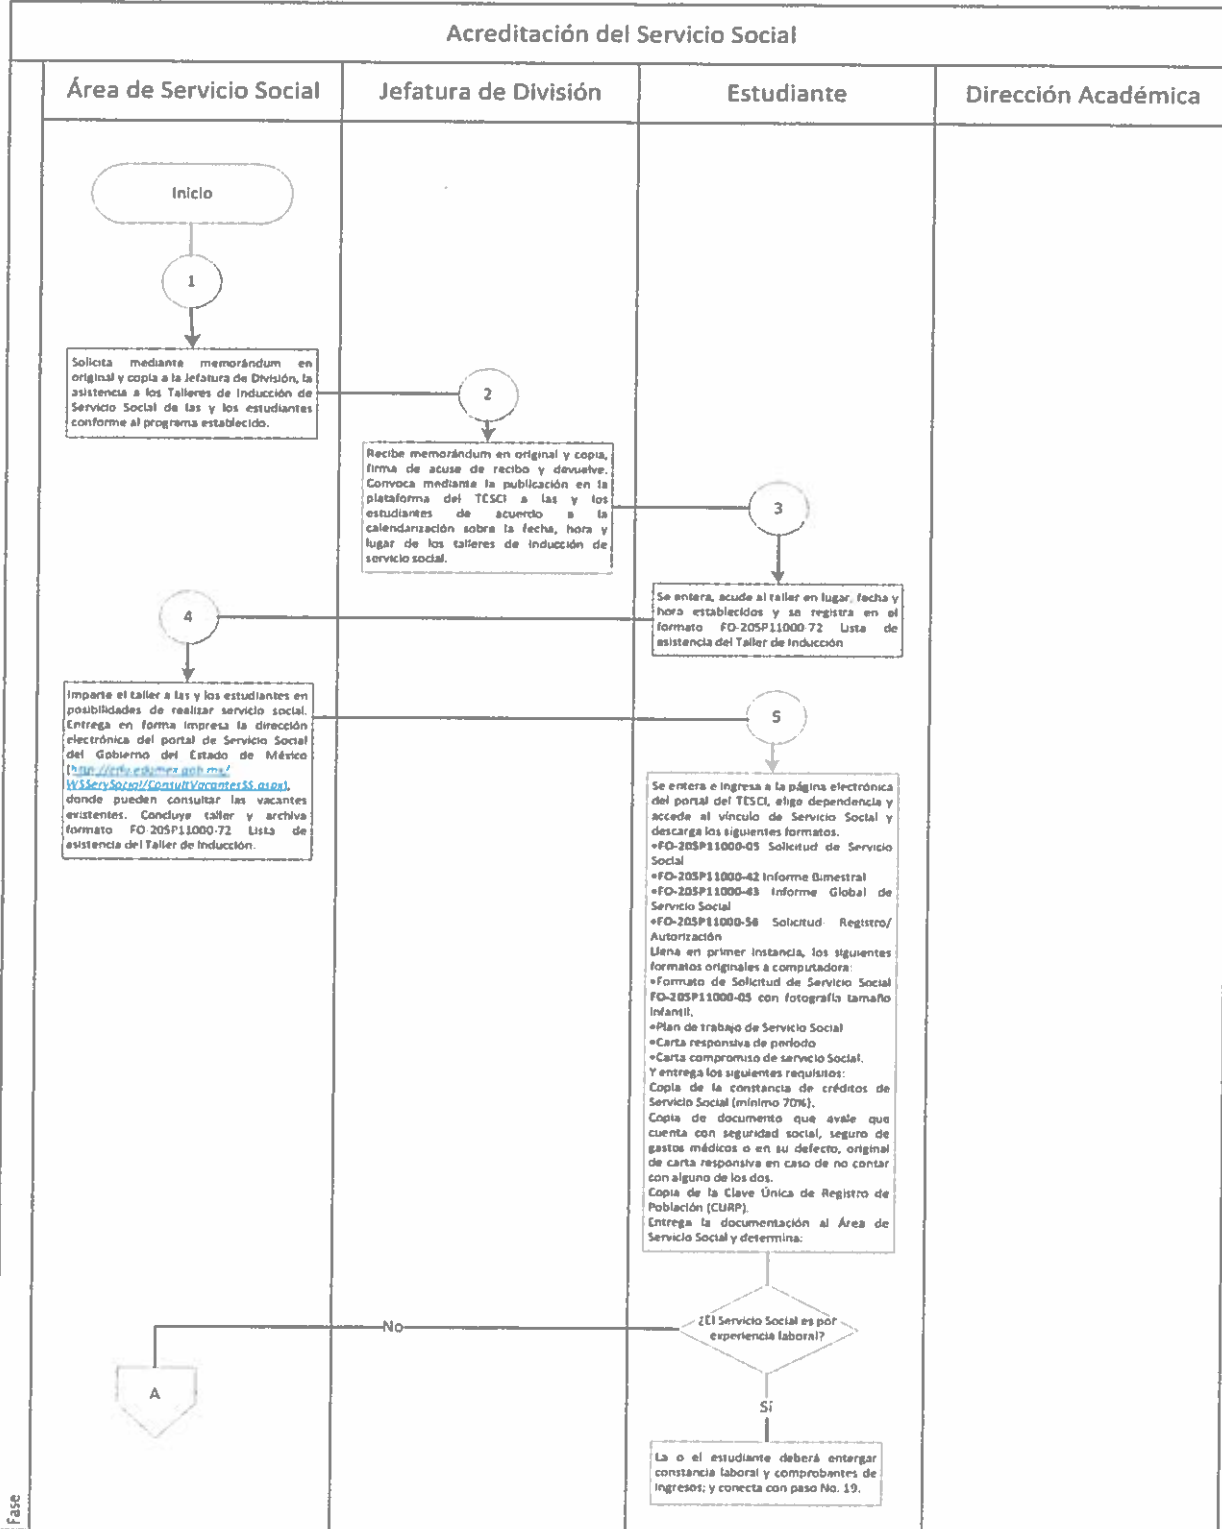 Acreditación del Servicio Social
Área de Servicio Social
Jefatura de División
Estudiante
Dirección Académica
Inicio
1
Solicita mediante memorándum en
original y copia a la Jefatura de División, la
asistencia a los Talleres de Inducción de
Servicio Social de las y los estudiantes
conforme al programa establecido.
2
Recibe memorándum en original y copia,
firma de acuse de recibo y devuelve.
Convoca mediante la publicación en la
plataforma del TESCI a las y los
estudiantes de acuerdo a la
calendarización sobre la fecha, hora y
lugar de los talleres de inducción de
servicio social.
3
Se entera, acude al taller en lugar, fecha y
hora establecidos y se registra en el
formato FO-205P11000-72 Lista de
asistencia del Taller de Inducción
4
Imparte el taller a las y los estudiantes en
posibilidades de realizar servicio social.
Entrega en forma impresa la dirección
electrónica del portal de Servicio Social
del Gobierno del Estado de México
WSServSocial/ConsultVacantesSS.aspx),
donde pueden consultar las vacantes
existentes. Concluye taller y archiva
formato FO-205P11000-72 Lista de
asistencia del Taller de Inducción.
5
Se entera e ingresa a la página electrónica
del portal del TESCI, elige dependencia y
accede al vínculo de Servicio Social y
descarga los siguientes formatos.
•FO-205P11000-05 Solicitud de Servicio
Social
•FO-205P11000-42 Informe Bimestral
•FO-205P11000-43 Informe Global de
Servicio Social
•FO-205P11000-56 Solicitud Registro/
Autorización
Llena en primer instancia, los siguientes
formatos originales a computadora:
•Formato de Solicitud de Servicio Social
FO-205P11000-05 con fotografía tamaño
infantil.
•Plan de trabajo de Servicio Social
•Carta responsiva de período
•Carta compromiso de servicio Social.
Y entrega los siguientes requisitos:
Copia de la constancia de créditos de
Servicio Social (mínimo 70%).
Copia de documento que avale que
cuenta con seguridad social, seguro de
gastos médicos o en su defecto, original
de carta responsiva en caso de no contar
con alguno de los dos.
Copia de la Clave Única de Registro de
Población (CURP).
Entrega la documentación al Área de
Servicio Social y determina:
¿El Servicio Social es por
experiencia laboral?
No
A
Sí
La o el estudiante deberá entergar
constancia laboral y comprobantes de
ingresos; y conecta con paso No. 19.
Fase